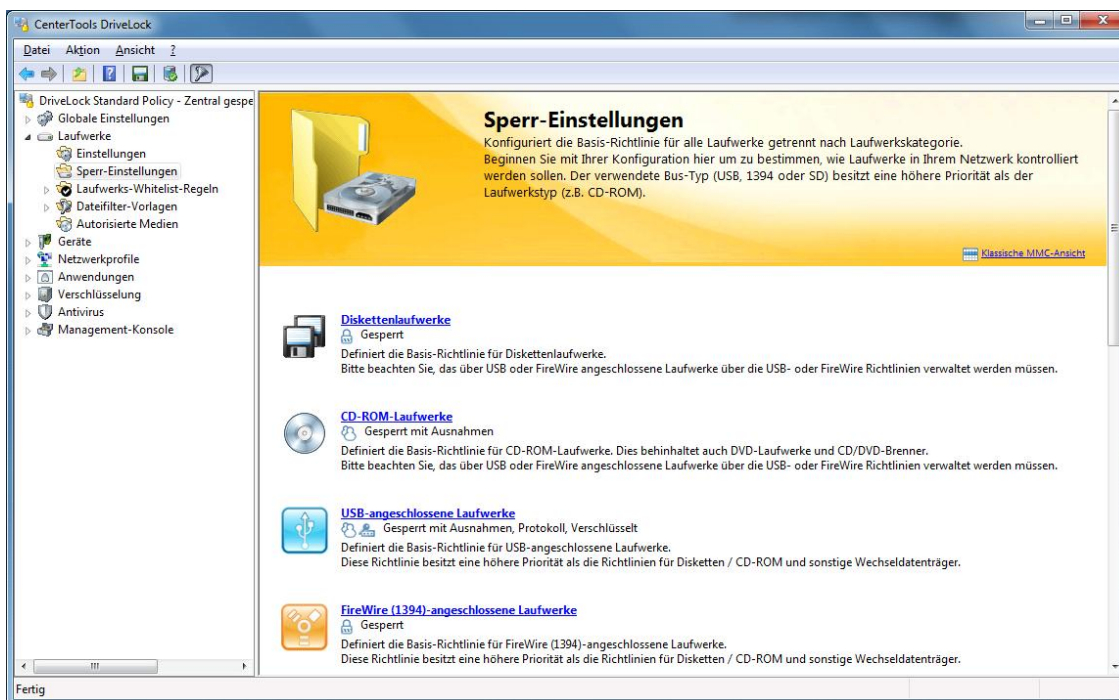 CenterTools DriveLock
Datei Aktion Ansicht ?
DriveLock Standard Policy - Zentral gespe
Globale Einstellungen
Laufwerke
Einstellungen
Sperr-Einstellungen
Laufwerks-Whitelist-Regeln
Dateifilter-Vorlagen
Autorisierte Medien
Geräte
Netzwerkprofile
Anwendungen
Verschlüsselung
Antivirus
Management-Konsole
Sperr-Einstellungen
Konfiguriert die Basis-Richtlinie für alle Laufwerke getrennt nach Laufwerkskategorie.
Beginnen Sie mit Ihrer Konfiguration hier um zu bestimmen, wie Laufwerke in Ihrem Netzwerk kontrolliert
werden sollen. Der verwendete Bus-Typ (USB, 1394 oder SD) besitzt eine höhere Priorität als der
Laufwerkstyp (z.B. CD-ROM).
Klassische MMC-Ansicht
Diskettenlaufwerke
Gesperrt
Definiert die Basis-Richtlinie für Diskettenlaufwerke.
Bitte beachten Sie, das über USB oder FireWire angeschlossene Laufwerke über die USB- oder FireWire Richtlinien verwaltet werden müssen.
CD-ROM-Laufwerke
Gesperrt mit Ausnahmen
Definiert die Basis-Richtlinie für CD-ROM-Laufwerke. Dies behinhaltet auch DVD-Laufwerke und CD/DVD-Brenner.
Bitte beachten Sie, das über USB oder FireWire angeschlossene Laufwerke über die USB- oder FireWire Richtlinien verwaltet werden müssen.
USB-angeschlossene Laufwerke
Gesperrt mit Ausnahmen, Protokoll, Verschlüsselt
Definiert die Basis-Richtlinie für USB-angeschlossene Laufwerke.
Diese Richtlinie besitzt eine höhere Priorität als die Richtlinien für Disketten / CD-ROM und sonstige Wechseldatenträger.
FireWire (1394)-angeschlossene Laufwerke
Gesperrt
Definiert die Basis-Richtlinie für FireWire (1394)-angeschlossene Laufwerke.
Diese Richtlinie besitzt eine höhere Priorität als die Richtlinien für Disketten / CD-ROM und sonstige Wechseldatenträger.
Fertig